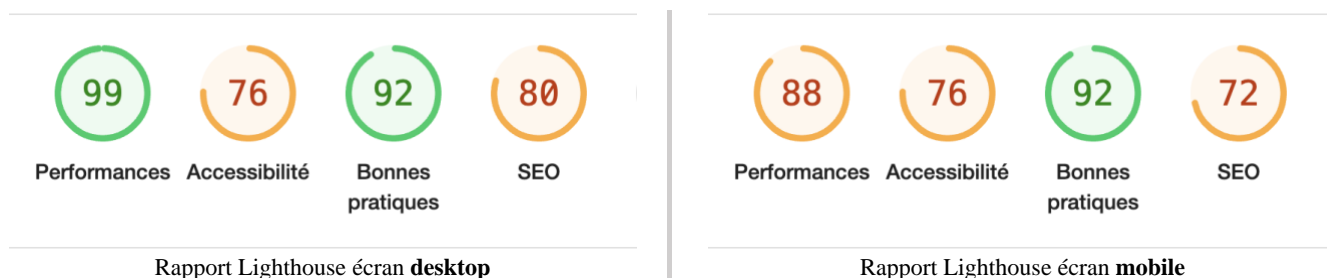 99 76 92 80
Performances Accessibilité Bonnes pratiques SEO
Rapport Lighthouse écran desktop
88 76 92 72
Performances Accessibilité Bonnes pratiques SEO
Rapport Lighthouse écran mobile